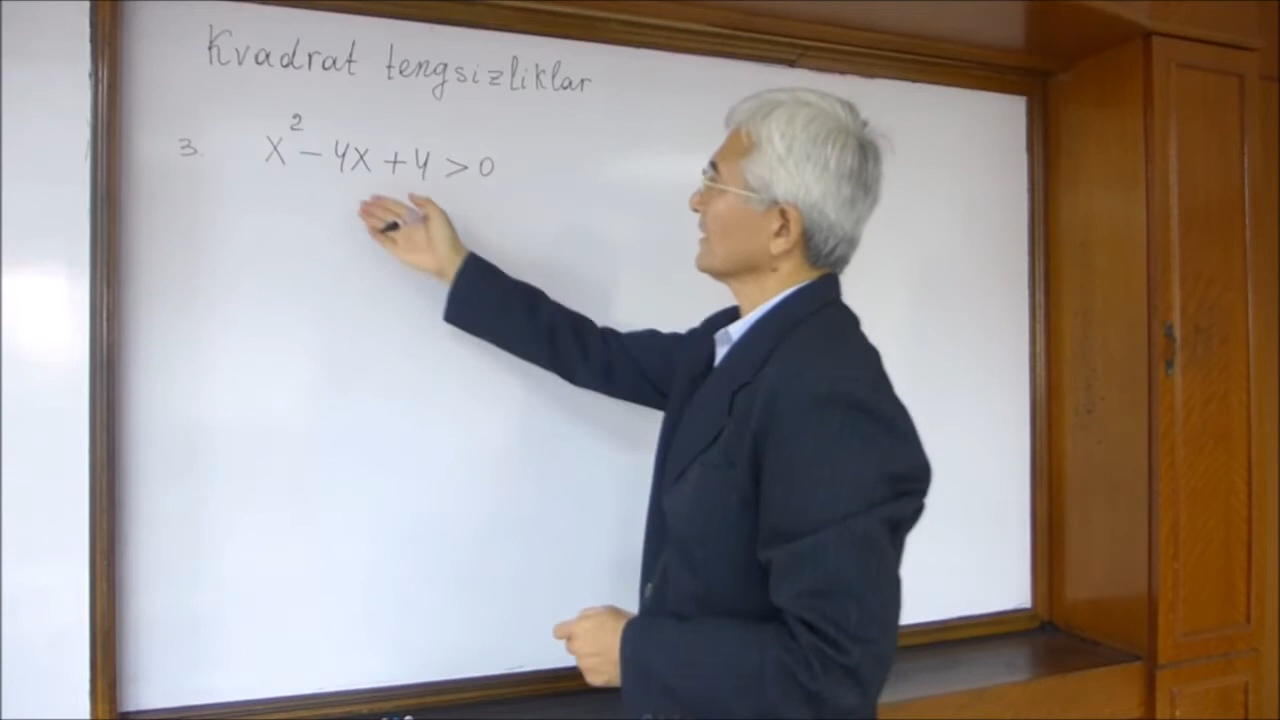 Kvadrat tengsizliklar
3. x² - 4x + 4 > 0